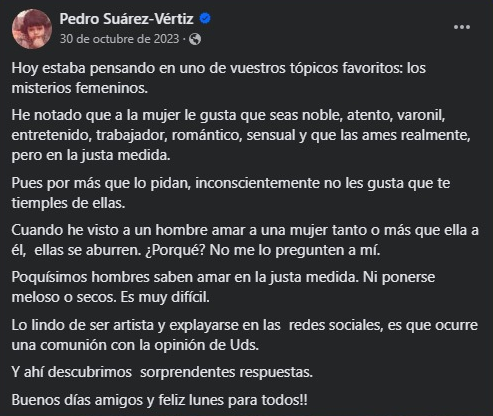 Pedro Suárez-Vértiz
30 de octubre de 2023 ·
Hoy estaba pensando en uno de vuestros tópicos favoritos: los
misterios femeninos.
He notado que a la mujer le gusta que seas noble, atento, varonil,
entretenido, trabajador, romántico, sensual y que las ames realmente,
pero en la justa medida.
Pues por más que lo pidan, inconscientemente no les gusta que te
tiemples de ellas.
Cuando he visto a un hombre amar a una mujer tanto o más que ella a
él, ellas se aburren. ¿Porqué? No me lo pregunten a mí.
Poquísimos hombres saben amar en la justa medida. Ni ponerse
meloso o secos. Es muy difícil.
Lo lindo de ser artista y explayarse en las redes sociales, es que ocurre
una comunión con la opinión de Uds.
Y ahí descubrimos sorprendentes respuestas.
Buenos días amigos y feliz lunes para todos!!